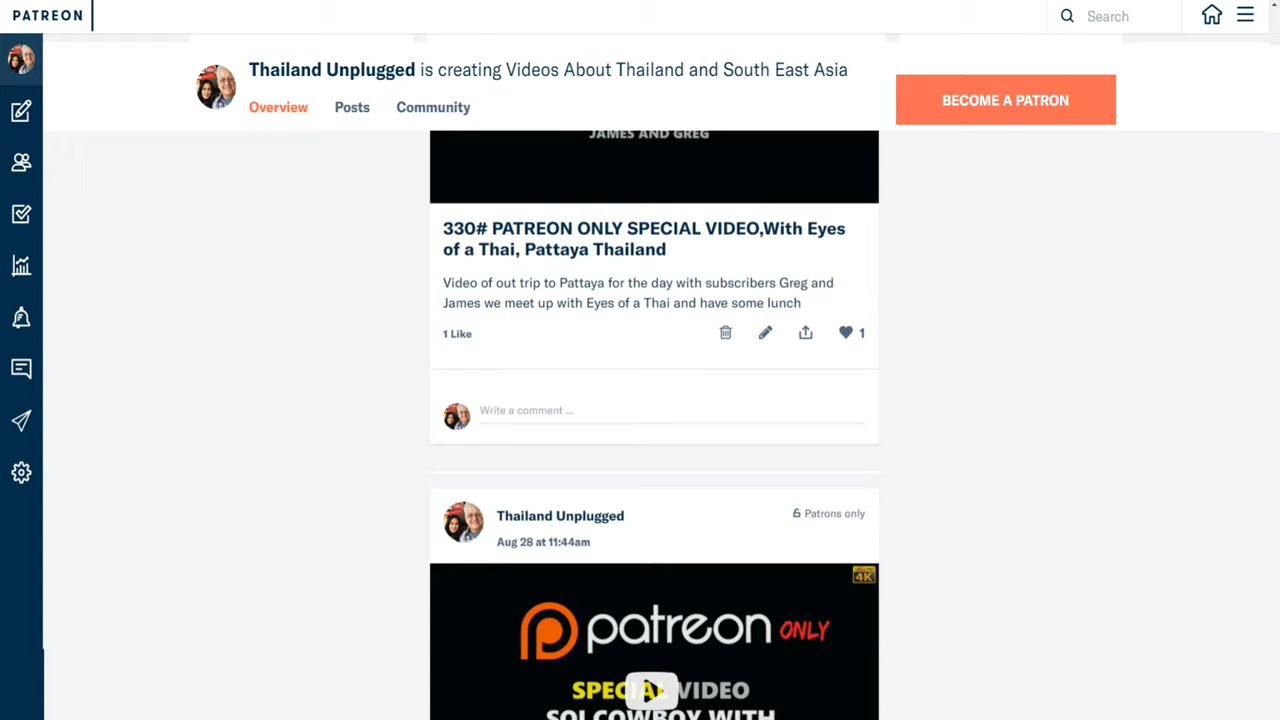 PATREON
Search
Thailand Unplugged is creating Videos About Thailand and South East Asia
Overview Posts Community
BECOME A PATRON
JAMES AND GREG
330# PATREON ONLY SPECIAL VIDEO,With Eyes
of a Thai, Pattaya Thailand
Video of out trip to Pattaya for the day with subscribers Greg and
James we meet up with Eyes of a Thai and have some lunch
1 Like
1
Write a comment ...
Thailand Unplugged
Patrons only
Aug 28 at 11:44am
4K
patreon ONLY
SPECIAL VIDEO
SOI COWBOY WITH